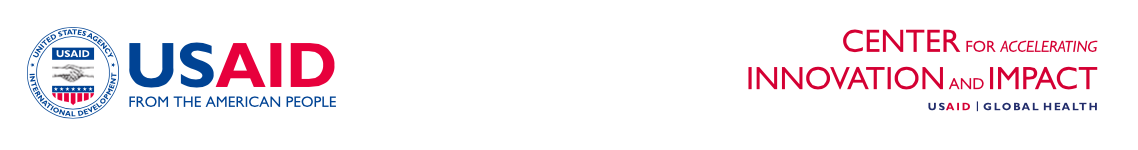 UNITED STATES AGENCY
USAID
INTERNATIONAL DEVELOPMENT
USAID
FROM THE AMERICAN PEOPLE
CENTER FOR ACCELERATING
INNOVATION AND IMPACT
USAID | GLOBAL HEALTH